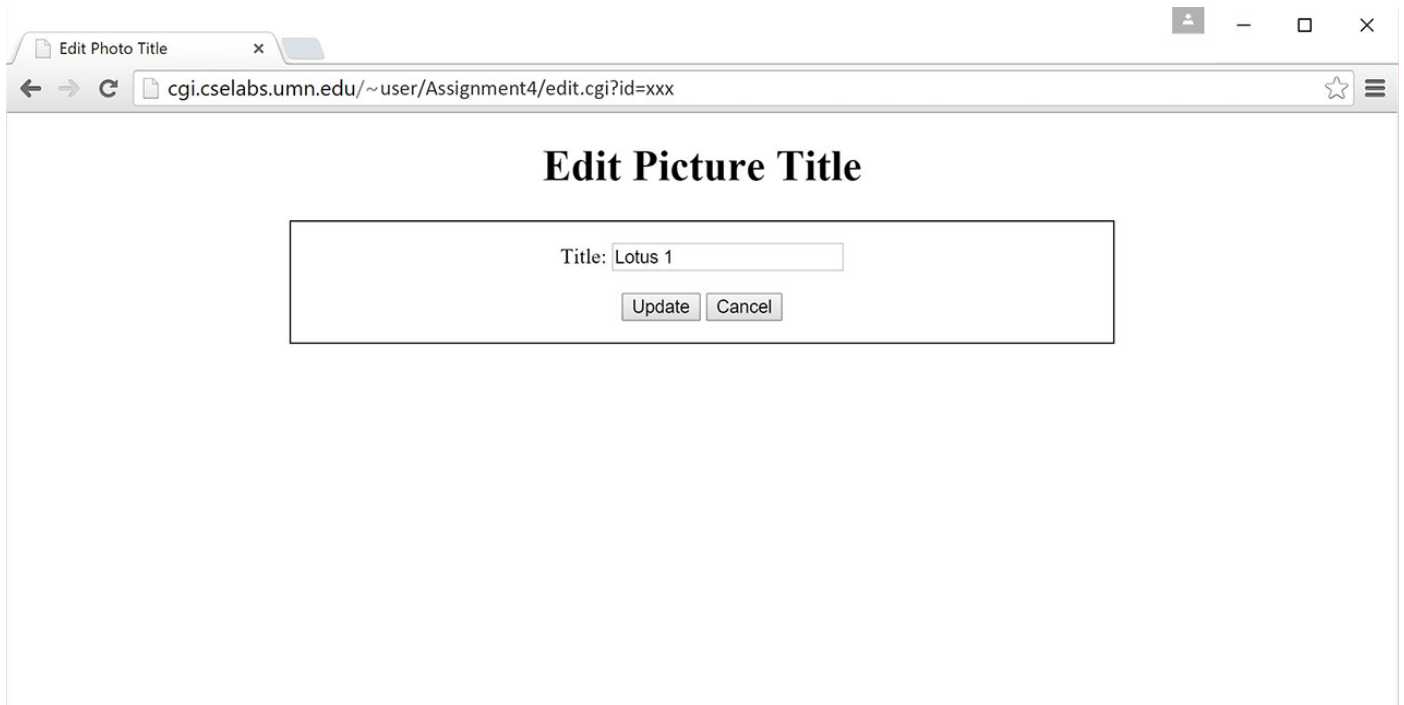 Edit Photo Title
cgi.cselabs.umn.edu/~user/Assignment4/edit.cgi?id=xxx
Edit Picture Title
Title: Lotus 1
Update Cancel